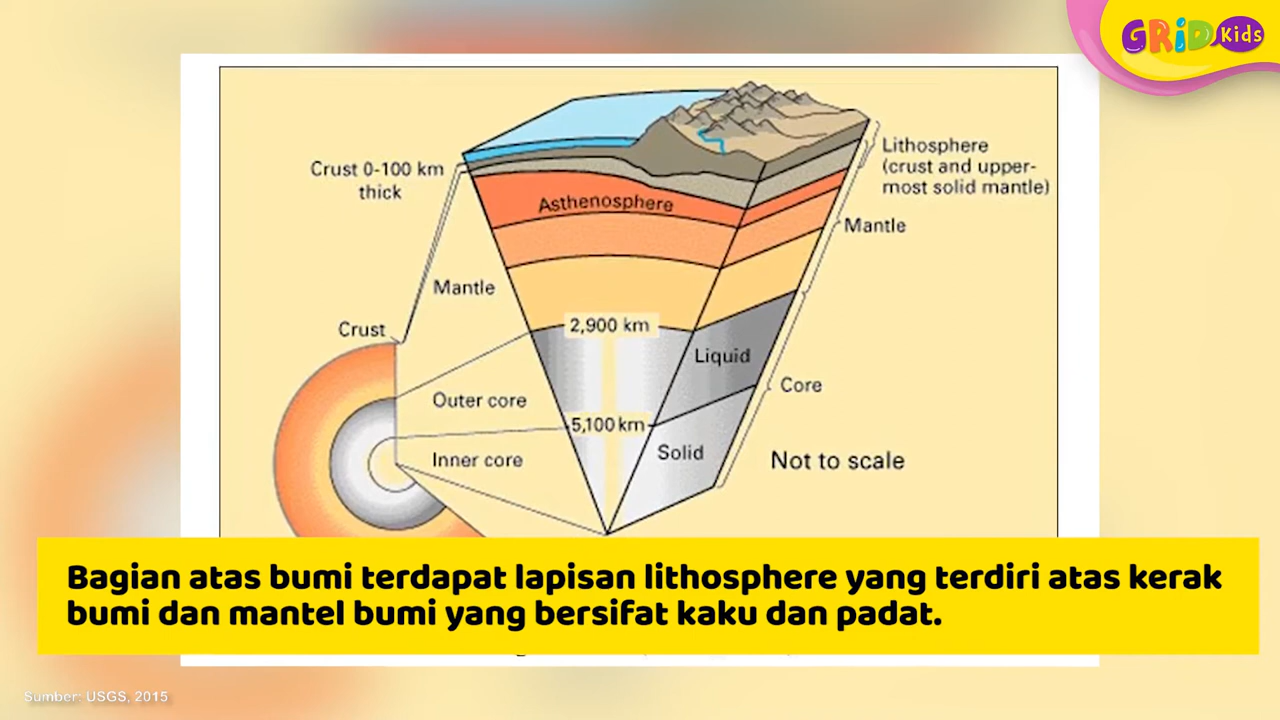 GRID Kids
Crust 0-100 km
thick
Lithosphere
(crust and upper-
most solid mantle)
Asthenosphere
Mantle
Mantle
2,900 km
Crust
Liquid
Core
Outer core
5,100 km
Inner core
Solid
Not to scale
Bagian atas bumi terdapat lapisan lithosphere yang terdiri atas kerak
bumi dan mantel bumi yang bersifat kaku dan padat.
Sumber: USGS, 2015